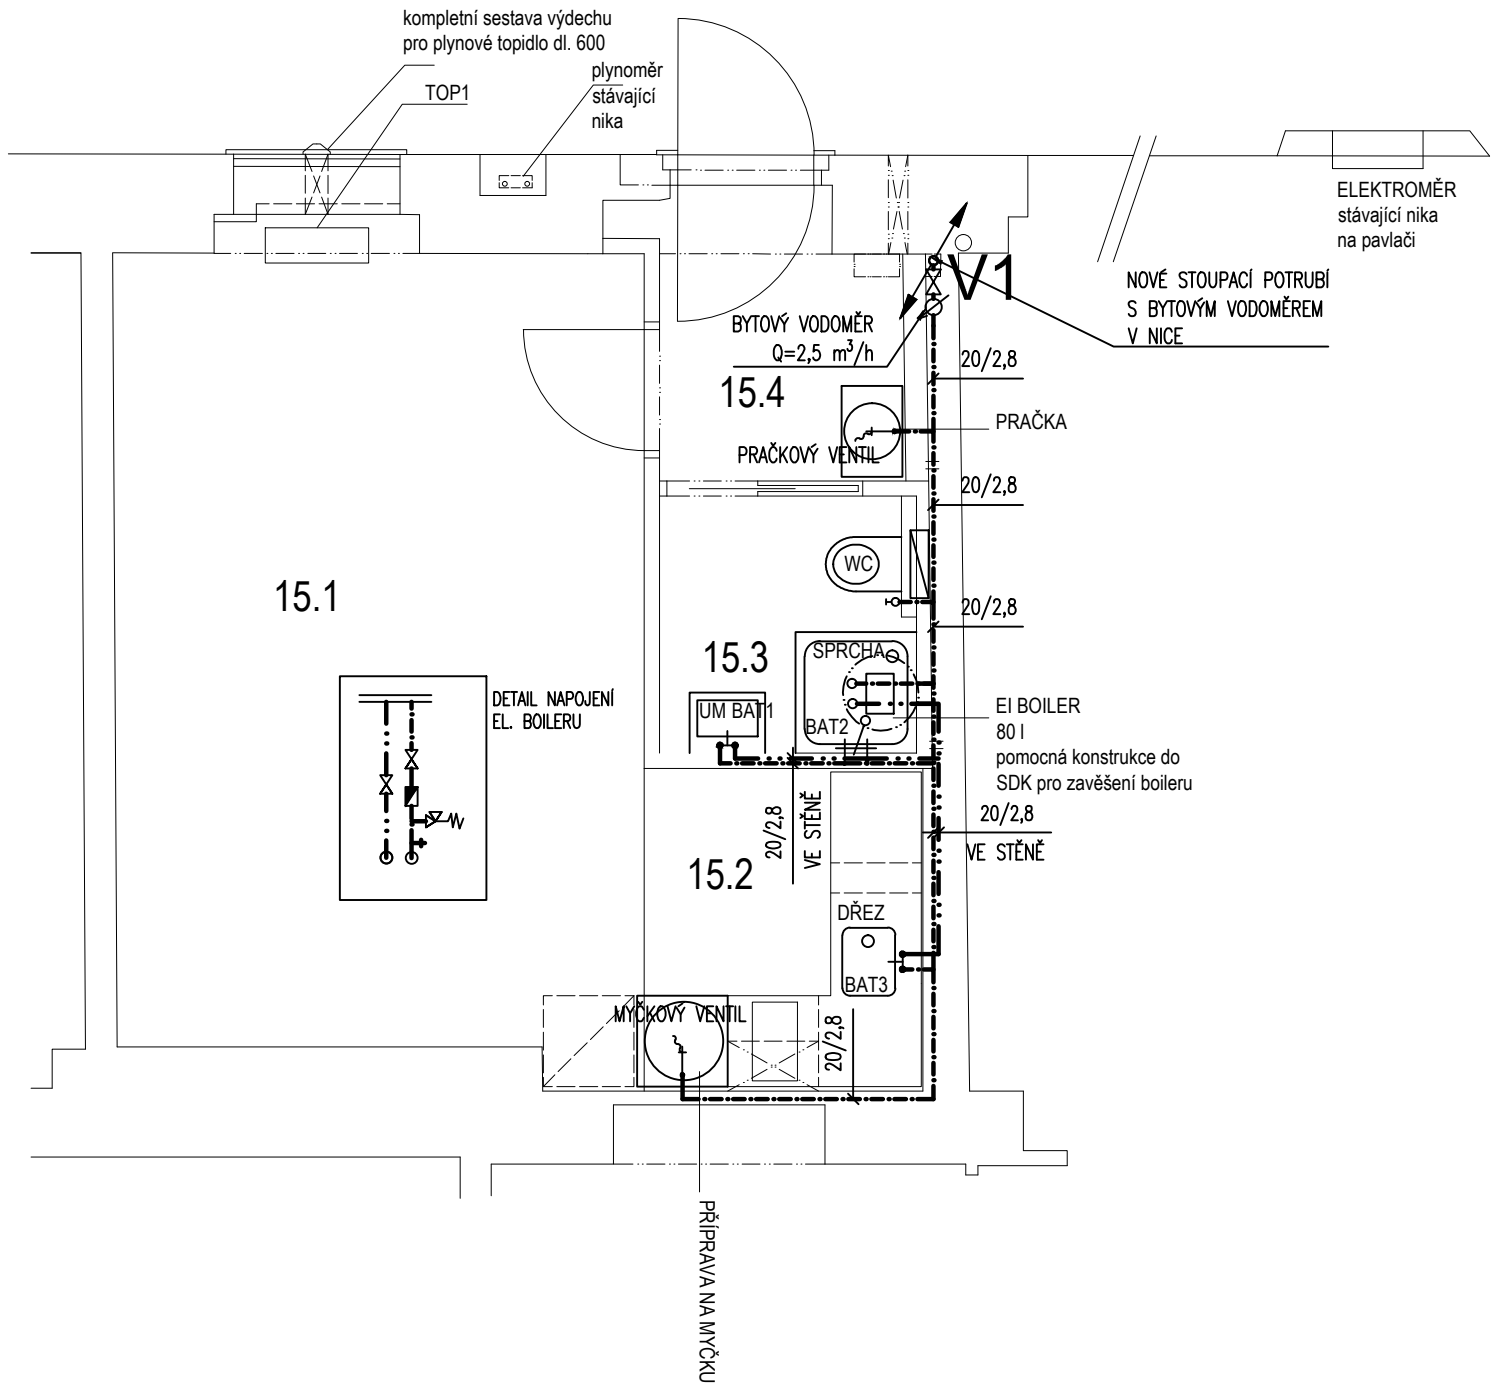 kompletní sestava výdechu
pro plynové topidlo dl. 600
TOP1
plynoměr
stávající
nika
ELEKTROMĚR
stávající nika
na pavlači
V1
NOVÉ STOUPACÍ POTRUBÍ
S BYTOVÝM VODOMĚREM
V NICE
BYTOVÝ VODOMĚR
Q=2,5 m³/h
20/2,8
15.4
PRAČKA
PRAČKOVÝ VENTIL
20/2,8
WC
15.1
20/2,8
15.3
SPRCHA
DETAIL NAPOJENÍ
EL. BOILERU
UM BAT1
BAT2
El BOILER
80 l
pomocná konstrukce do
SDK pro zavěšení boileru
20/2,8
VE STĚNĚ
20/2,8
VE STĚNĚ
15.2
DŘEZ
BAT3
MYČKOVÝ VENTIL
20/2,8
PŘÍPRAVA NA MYČKU